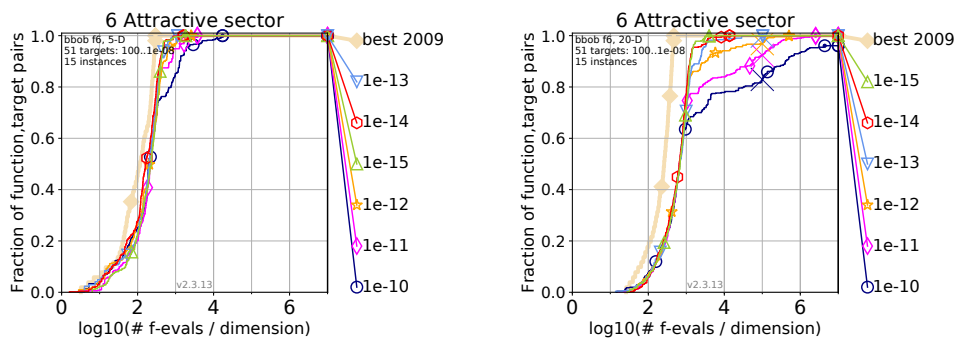 6 Attractive sector
bbob f6, 5-D
51 targets: 100..1e-08
15 instances
Fraction of function,target pairs
1.0
0.8
0.6
0.4
0.2
0.0
0
2
4
6
log10(# f-evals / dimension)
v2.3.13
best 2009
1e-13
1e-14
1e-15
1e-12
1e-11
1e-10
6 Attractive sector
bbob f6, 20-D
51 targets: 100..1e-08
15 instances
Fraction of function,target pairs
1.0
0.8
0.6
0.4
0.2
0.0
0
2
4
6
log10(# f-evals / dimension)
v2.3.13
best 2009
1e-15
1e-14
1e-13
1e-12
1e-11
1e-10